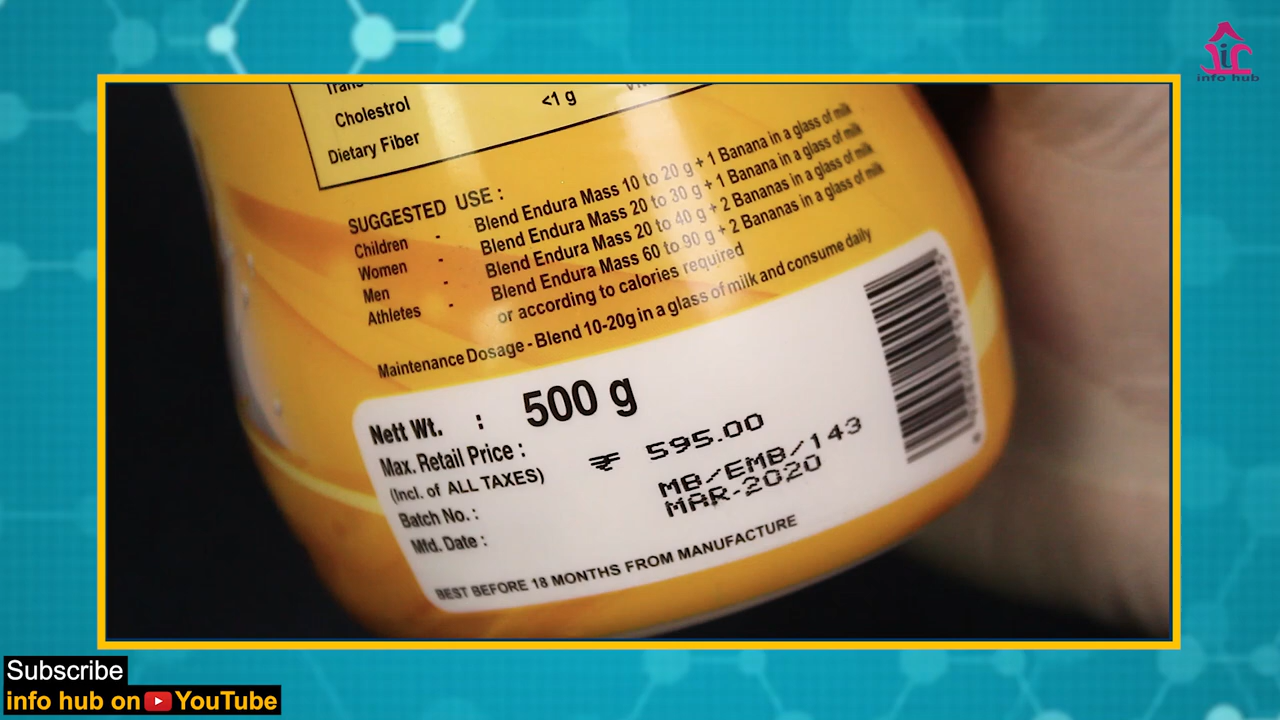 info hub
Cholestrol <1 g
Dietary Fiber
SUGGESTED USE :
Children - Blend Endura Mass 10 to 20 g + 1 Banana in a glass of milk
Women - Blend Endura Mass 20 to 30 g + 1 Banana in a glass of milk
Men - Blend Endura Mass 20 to 40 g + 2 Bananas in a glass of milk
Athletes - Blend Endura Mass 60 to 90 g + 2 Bananas in a glass of milk
or according to calories required
Maintenance Dosage - Blend 10-20g in a glass of milk and consume daily
Nett Wt. : 500 g
Max. Retail Price : ₹ 595.00
(Incl. of ALL TAXES)
Batch No. : MB/EMB/143
Mfd. Date : MAR-2020
BEST BEFORE 18 MONTHS FROM MANUFACTURE
Subscribe
info hub on YouTube